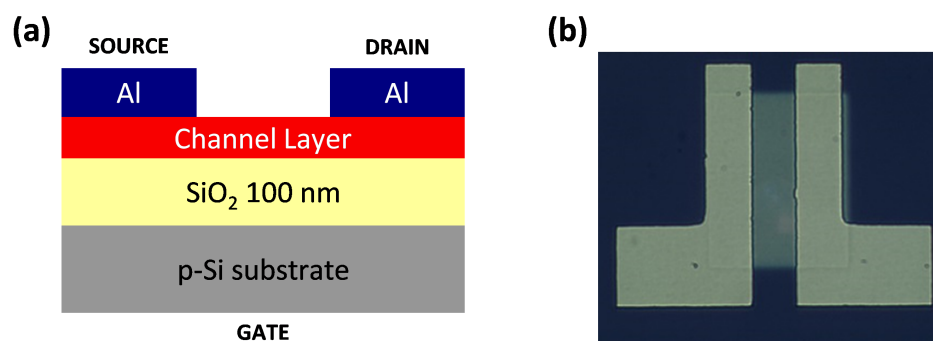 (a)
SOURCE
DRAIN
Al
Al
Channel Layer
SiO₂ 100 nm
p-Si substrate
GATE
(b)